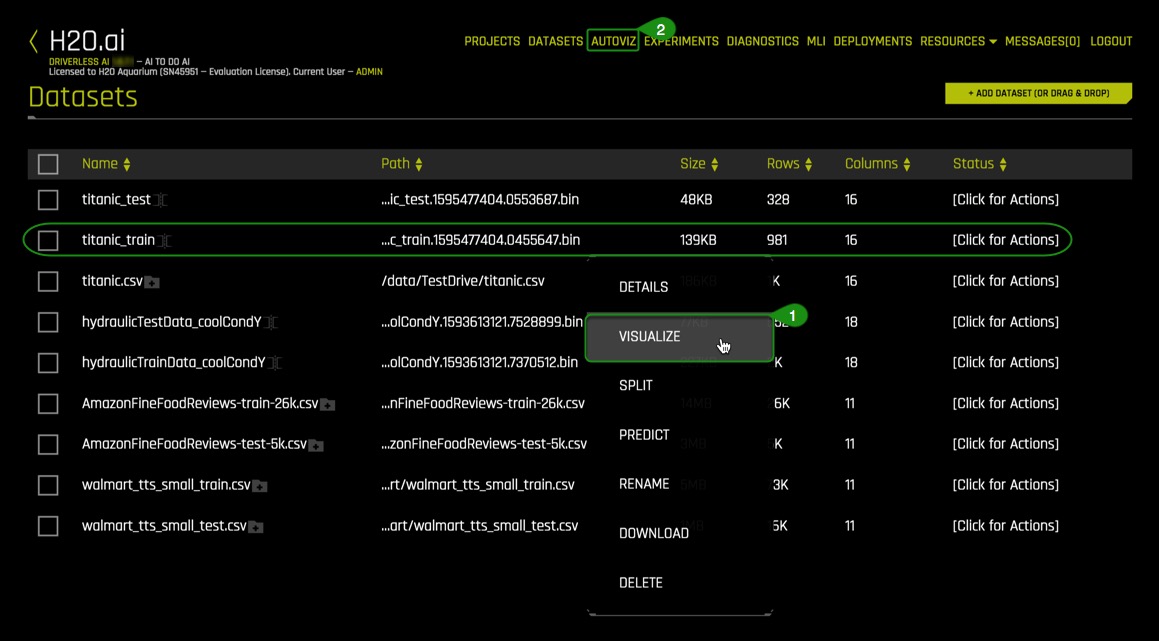 H2O.ai
2
PROJECTS DATASETS AUTOVIZ EXPERIMENTS DIAGNOSTICS MLI DEPLOYMENTS RESOURCES MESSAGES[0] LOGOUT
DRIVERLESS AI – AI TO DO AI
Licensed to H2O Aquarium (SN45951 – Evaluation License), Current User – ADMIN
Datasets
+ ADD DATASET (OR DRAG & DROP)
Name Path Size Rows Columns Status
titanic_test ...ic_test.1595477404.0553687.bin 48KB 328 16 [Click for Actions]
titanic_train ...c_train.1595477404.0455647.bin 139KB 981 16 [Click for Actions]
titanic.csv /data/TestDrive/titanic.csv K 16 [Click for Actions]
DETAILS
hydraulicTestData_coolCondY ...olCondY.1593613121.7528899.bin 18 [Click for Actions]
1
VISUALIZE
hydraulicTrainData_coolCondY ...olCondY.1593613121.7370512.bin K 18 [Click for Actions]
SPLIT
AmazonFineFoodReviews-train-26k.csv ...nFineFoodReviews-train-26k.csv 14MB 6K 11 [Click for Actions]
PREDICT
AmazonFineFoodReviews-test-5k.csv ...zonFineFoodReviews-test-5k.csv 3MB K 11 [Click for Actions]
RENAME
walmart_tts_small_train.csv ...rt/walmart_tts_small_train.csv 5MB 3K 11 [Click for Actions]
walmart_tts_small_test.csv ...art/walmart_tts_small_test.csv 5K 11 [Click for Actions]
DOWNLOAD
DELETE